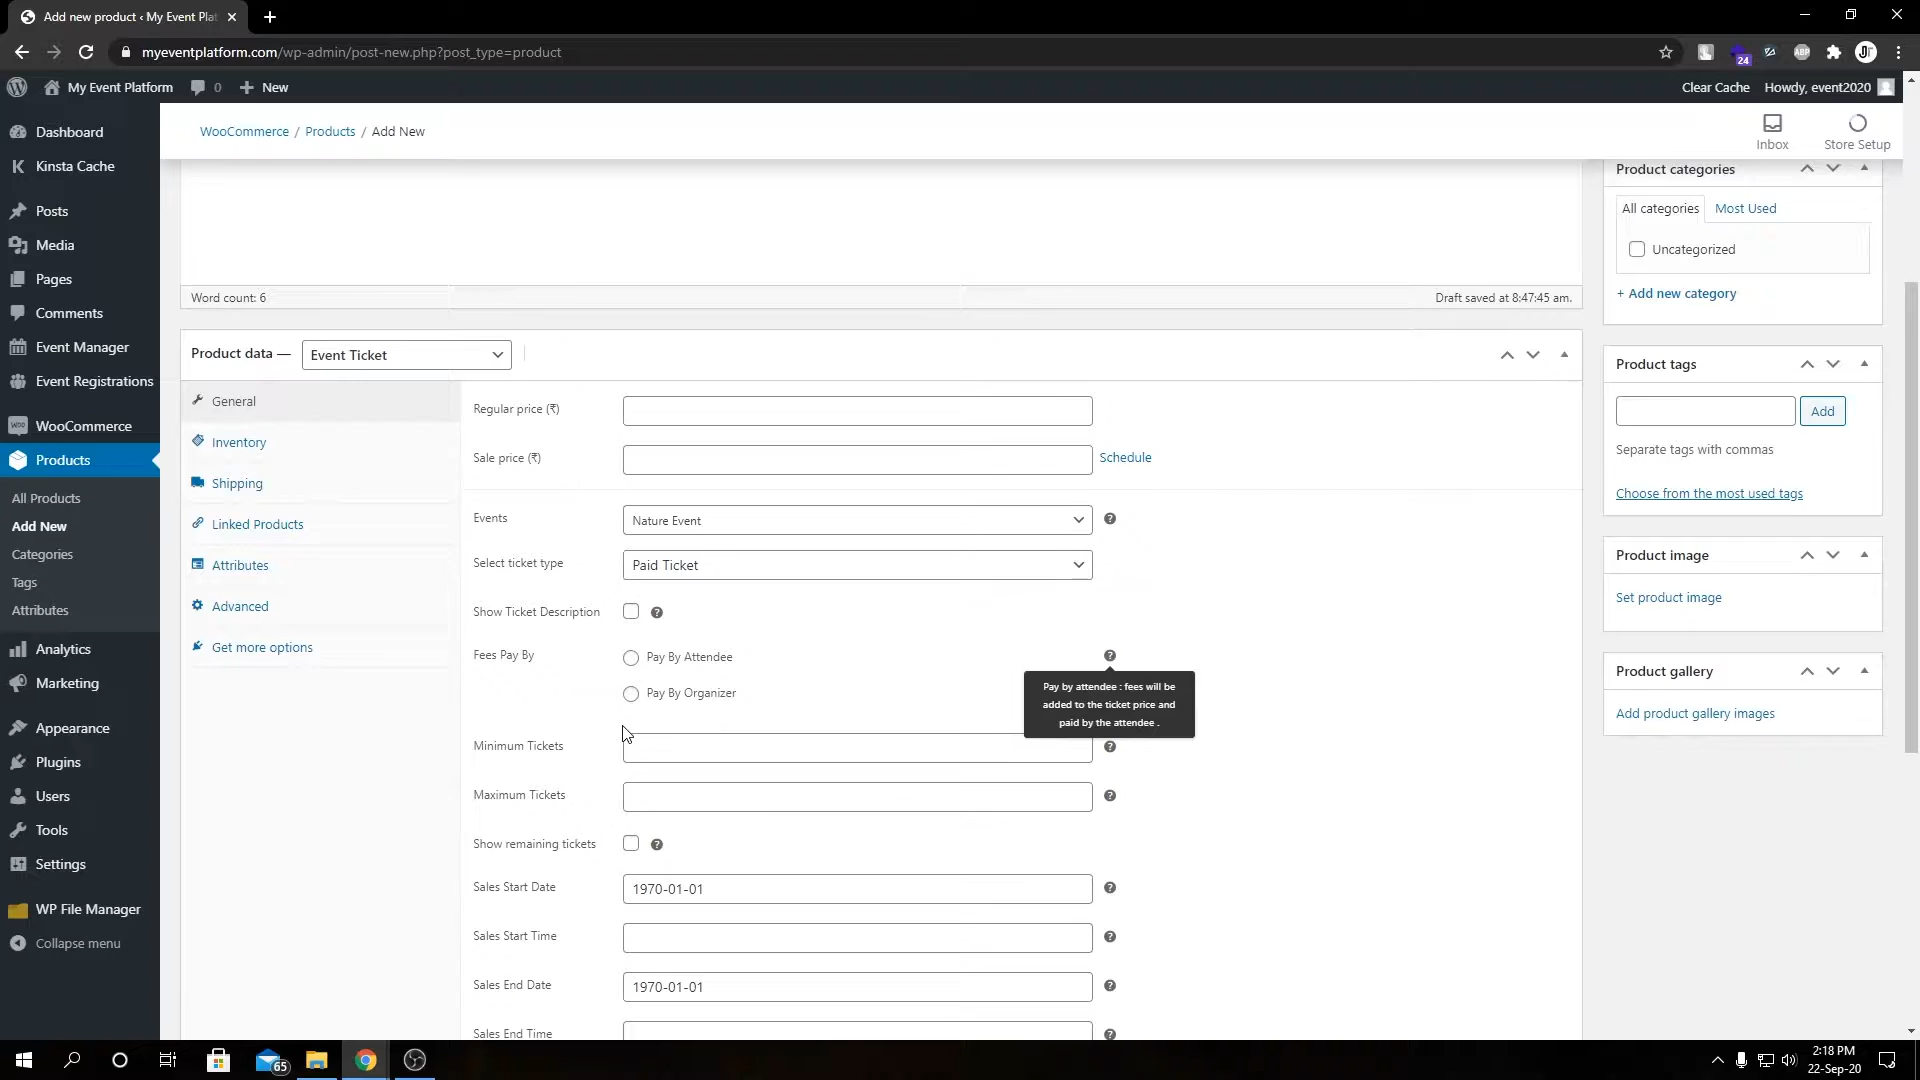 Add new product ‹ My Event Plat
myeventplatform.com/wp-admin/post-new.php?post_type=product
24
ABP
JT
My Event Platform
0
New
Clear Cache
Howdy, event2020
Dashboard
Kinsta Cache
Posts
Media
Pages
Comments
Event Manager
Event Registrations
WooCommerce
Products
All Products
Add New
Categories
Tags
Attributes
Analytics
Marketing
Appearance
Plugins
Users
Tools
Settings
WP File Manager
Collapse menu
WooCommerce / Products / Add New
Inbox
Store Setup
Word count: 6
Draft saved at 8:47:45 am.
Product data —
Event Ticket
General
Inventory
Shipping
Linked Products
Attributes
Advanced
Get more options
Regular price (₹)
Sale price (₹)
Schedule
Events
Nature Event
Select ticket type
Paid Ticket
Show Ticket Description
Fees Pay By
Pay By Attendee
Pay By Organizer
Pay by attendee : fees will be
added to the ticket price and
paid by the attendee .
Minimum Tickets
Maximum Tickets
Show remaining tickets
Sales Start Date
1970-01-01
Sales Start Time
Sales End Date
1970-01-01
Sales End Time
Product categories
All categories
Most Used
Uncategorized
+ Add new category
Product tags
Add
Separate tags with commas
Choose from the most used tags
Product image
Set product image
Product gallery
Add product gallery images
65
2:18 PM
22-Sep-20